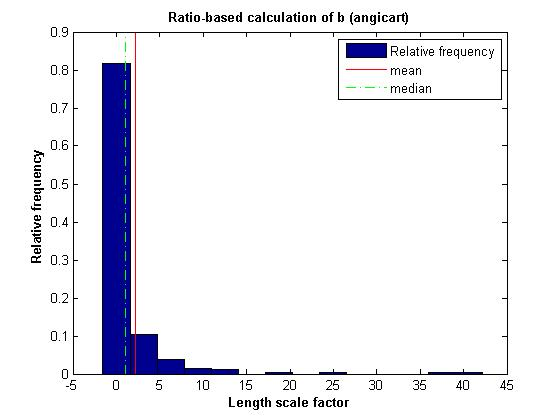 Ratio-based calculation of b (angicart)
Relative frequency
mean
median
0.9
0.8
0.7
0.6
0.5
0.4
0.3
0.2
0.1
0
Relative frequency
-5 0 5 10 15 20 25 30 35 40 45
Length scale factor